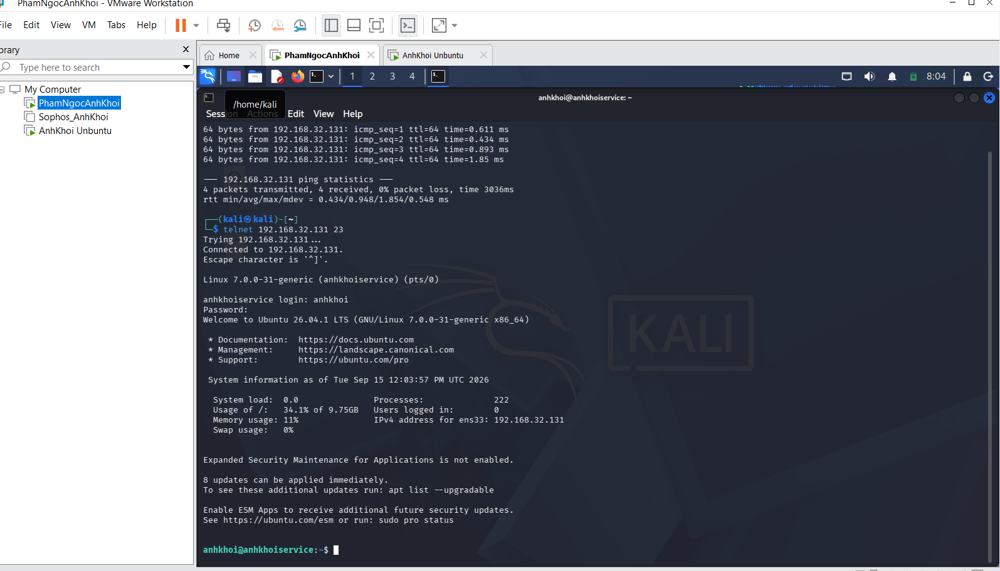 PhamNgocAnhKhoi - VMware Workstation
File Edit View VM Tabs Help
brary
Type here to search
My Computer
PhamNgocAnhKhoi
Sophos_AnhKhoi
AnhKhoi Unbuntu
Home PhamNgocAnhKhoi AnhKhoi Unbuntu
1 2 3 4 8:04
anhkhoi@anhkhoiservice: ~
/home/kali
Session Actions Edit View Help
64 bytes from 192.168.32.131: icmp_seq=1 ttl=64 time=0.611 ms
64 bytes from 192.168.32.131: icmp_seq=2 ttl=64 time=0.434 ms
64 bytes from 192.168.32.131: icmp_seq=3 ttl=64 time=0.893 ms
64 bytes from 192.168.32.131: icmp_seq=4 ttl=64 time=1.85 ms
--- 192.168.32.131 ping statistics ---
4 packets transmitted, 4 received, 0% packet loss, time 3036ms
rtt min/avg/max/mdev = 0.434/0.948/1.854/0.548 ms
File System
┌──(kali㉿kali)-[~]
└─$ telnet 192.168.32.131 23
Trying 192.168.32.131...
Connected to 192.168.32.131.
Escape character is '^]'.
Linux 7.0.0-31-generic (anhkhoiservice) (pts/0)
anhkhoiservice login: anhkhoi
Password:
Welcome to Ubuntu 26.04.1 LTS (GNU/Linux 7.0.0-31-generic x86_64)
* Documentation: https://docs.ubuntu.com
* Management: https://landscape.canonical.com
* Support: https://ubuntu.com/pro
System information as of Tue Sep 15 12:03:57 PM UTC 2026
System load: 0.0 Processes: 222
Usage of /: 34.1% of 9.75GB Users logged in: 0
Memory usage: 11% IPv4 address for ens33: 192.168.32.131
Swap usage: 0%
Expanded Security Maintenance for Applications is not enabled.
8 updates can be applied immediately.
To see these additional updates run: apt list --upgradable
Enable ESM Apps to receive additional future security updates.
See https://ubuntu.com/esm or run: sudo pro status
anhkhoi@anhkhoiservice:~$
KALI